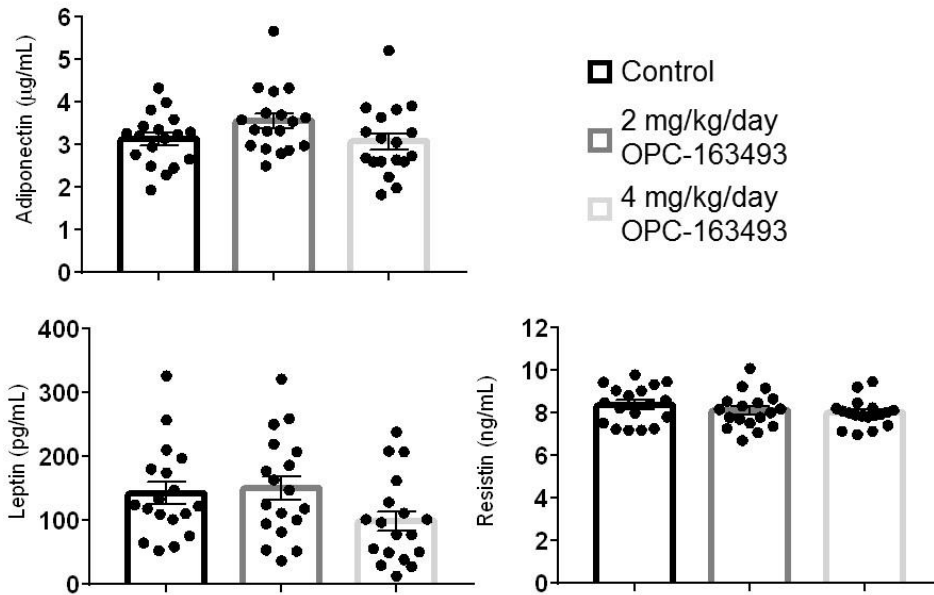 Adiponectin (µg/mL)
6
5
4
3
2
1
0
Control
2 mg/kg/day
OPC-163493
4 mg/kg/day
OPC-163493
Leptin (pg/mL)
400
300
200
100
0
Resistin (ng/mL)
12
10
8
6
4
2
0